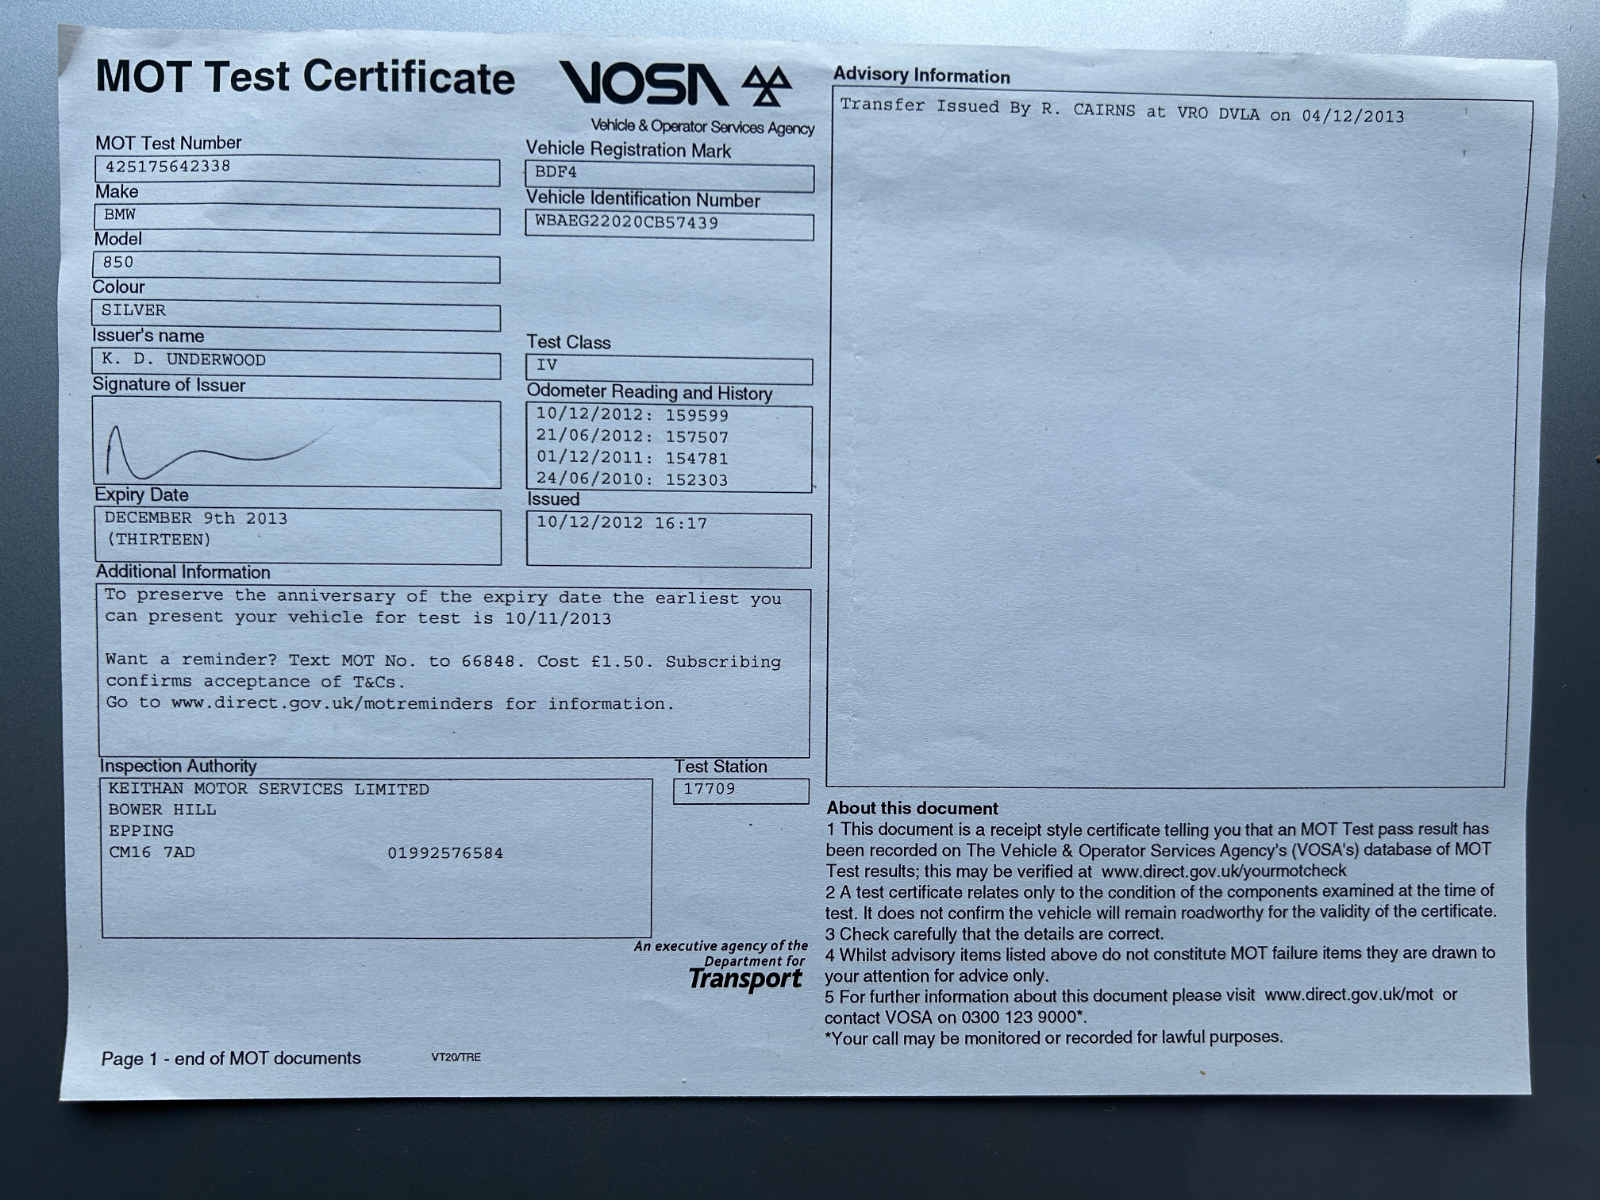 MOT Test Certificate
VOSA
Vehicle & Operator Services Agency
MOT Test Number
425175642338
Make
BMW
Model
850
Colour
SILVER
Issuer's name
K. D. UNDERWOOD
Signature of Issuer
Expiry Date
DECEMBER 9th 2013
(THIRTEEN)
Vehicle Registration Mark
BDF4
Vehicle Identification Number
WBAEG22020CB57439
Test Class
IV
Odometer Reading and History
10/12/2012: 159599
21/06/2012: 157507
01/12/2011: 154781
24/06/2010: 152303
Issued
10/12/2012 16:17
Additional Information
To preserve the anniversary of the expiry date the earliest you
can present your vehicle for test is 10/11/2013
Want a reminder? Text MOT No. to 66848. Cost £1.50. Subscribing
confirms acceptance of T&Cs.
Go to www.direct.gov.uk/motreminders for information.
Inspection Authority
KEITHAN MOTOR SERVICES LIMITED
BOWER HILL
EPPING
CM16 7AD 01992576584
Test Station
17709
An executive agency of the
Department for
Transport
Page 1 - end of MOT documents
VT20/TRE
Advisory Information
Transfer Issued By R. CAIRNS at VRO DVLA on 04/12/2013
About this document
1 This document is a receipt style certificate telling you that an MOT Test pass result has
been recorded on The Vehicle & Operator Services Agency's (VOSA's) database of MOT
Test results; this may be verified at www.direct.gov.uk/yourmotcheck
2 A test certificate relates only to the condition of the components examined at the time of
test. It does not confirm the vehicle will remain roadworthy for the validity of the certificate.
3 Check carefully that the details are correct.
4 Whilst advisory items listed above do not constitute MOT failure items they are drawn to
your attention for advice only.
5 For further information about this document please visit www.direct.gov.uk/mot or
contact VOSA on 0300 123 9000*.
*Your call may be monitored or recorded for lawful purposes.